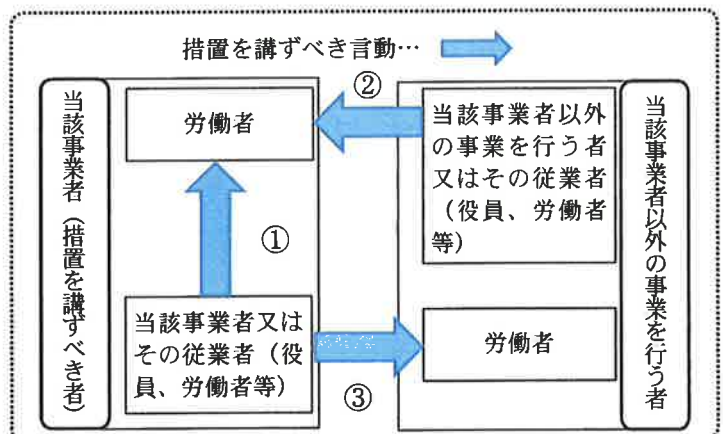 措置を講ずべき言動…
②
当該事業者（措置を講ずべき者）
労働者
①
当該事業者又は
その従業者（役
員、労働者等）
③
当該事業者以外
の事業を行う者
又はその従業者
（役員、労働者
等）
労働者
当該事業者以外の事業を行う者